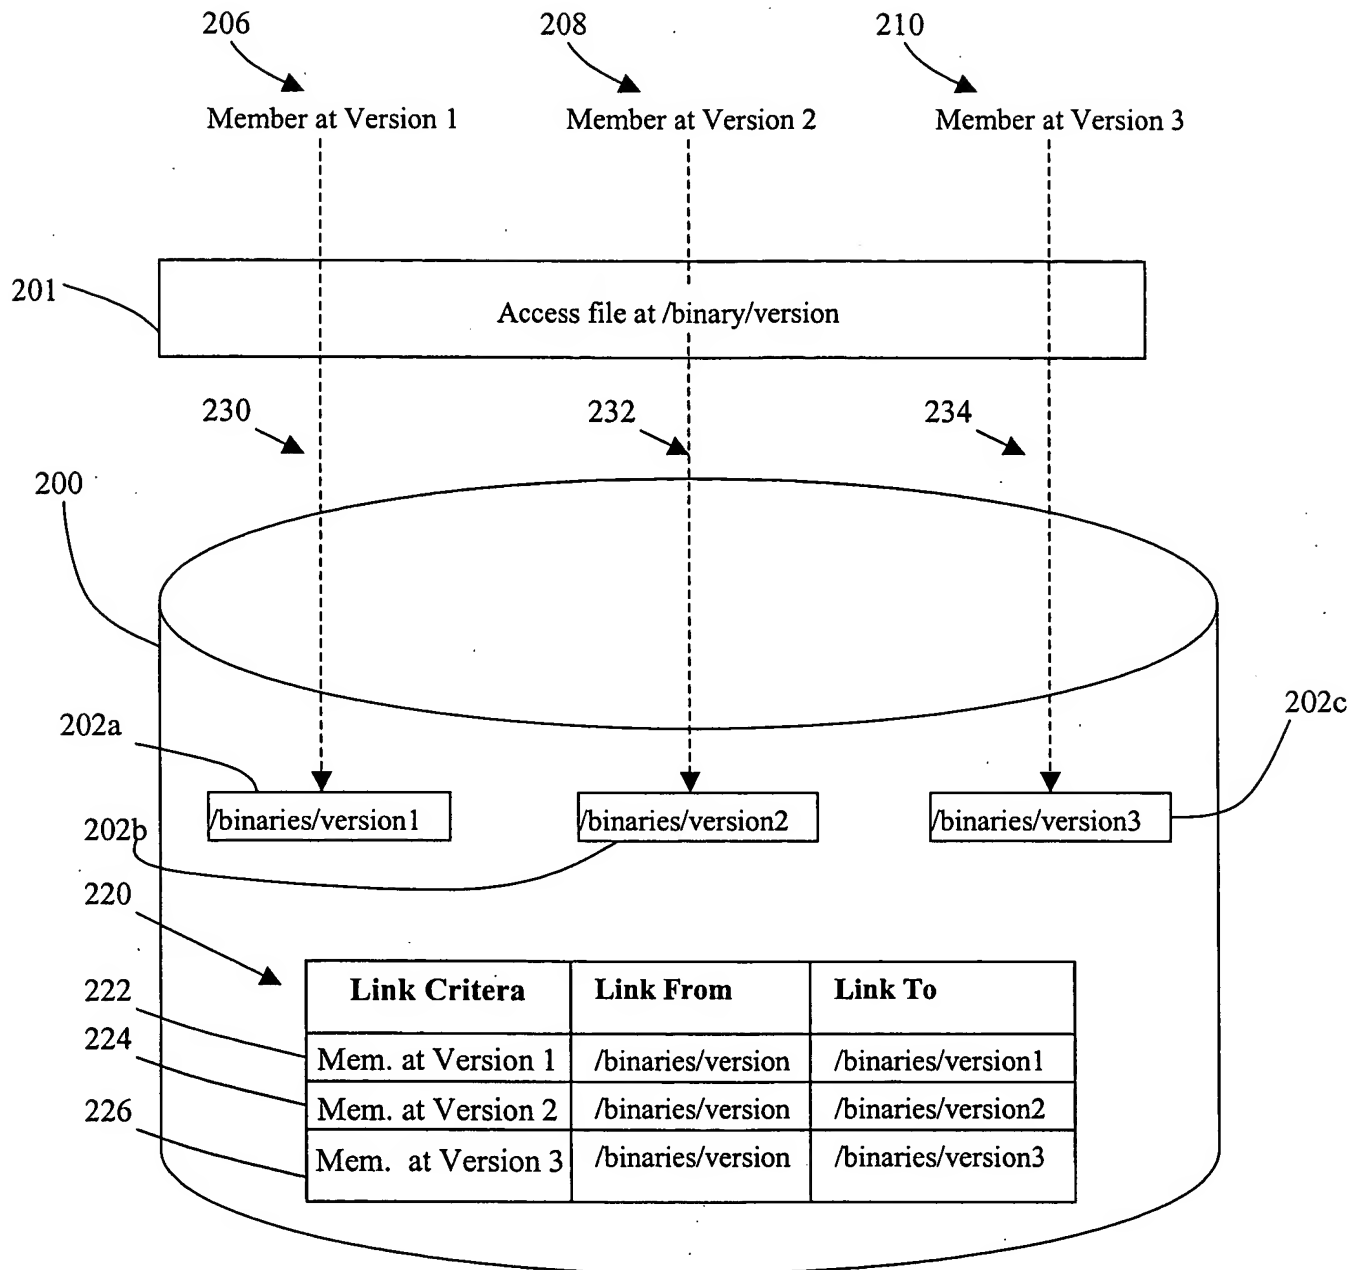 206 208 210
Member at Version 1 Member at Version 2 Member at Version 3
201
Access file at /binary/version
230 232 234
200
202a 202c
/binaries/version1 /binaries/version2 /binaries/version3
202b
220
Link Critera Link From Link To
222
Mem. at Version 1 /binaries/version /binaries/version1
224
Mem. at Version 2 /binaries/version /binaries/version2
226
Mem. at Version 3 /binaries/version /binaries/version3